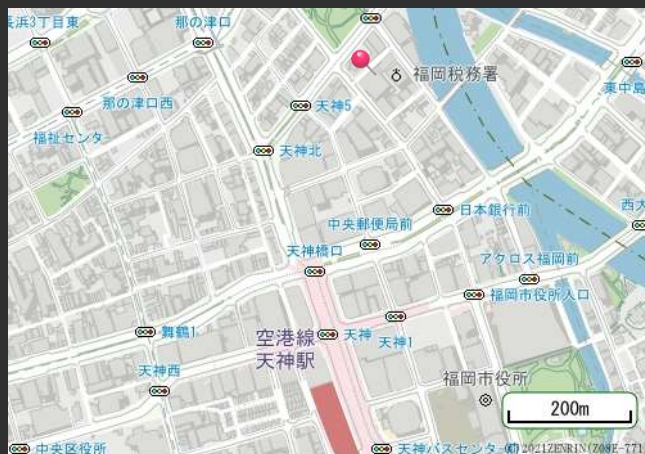 長浜3丁目東
那の津口
那の津口西
福岡税務署
東中島
天神5
福祉センタ
天神北
日本銀行前
西大
中央郵便局前
天神橋口
アクロス福岡前
福岡市役所入口
舞鶴1
空港線
天神駅
天神
天神1
天神西
福岡市役所
200m
中央区役所
天神バスセンター前
(C)2021ZENRIN(Z08E-771